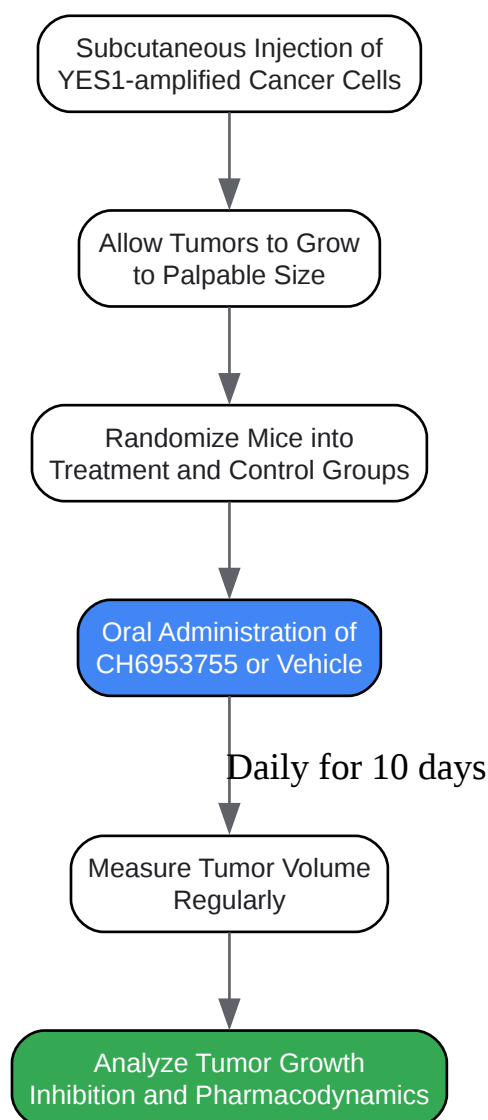 Subcutaneous Injection of
YES1-amplified Cancer Cells
Allow Tumors to Grow
to Palpable Size
Randomize Mice into
Treatment and Control Groups
Oral Administration of
CH6953755 or Vehicle
Daily for 10 days
Measure Tumor Volume
Regularly
Analyze Tumor Growth
Inhibition and Pharmacodynamics